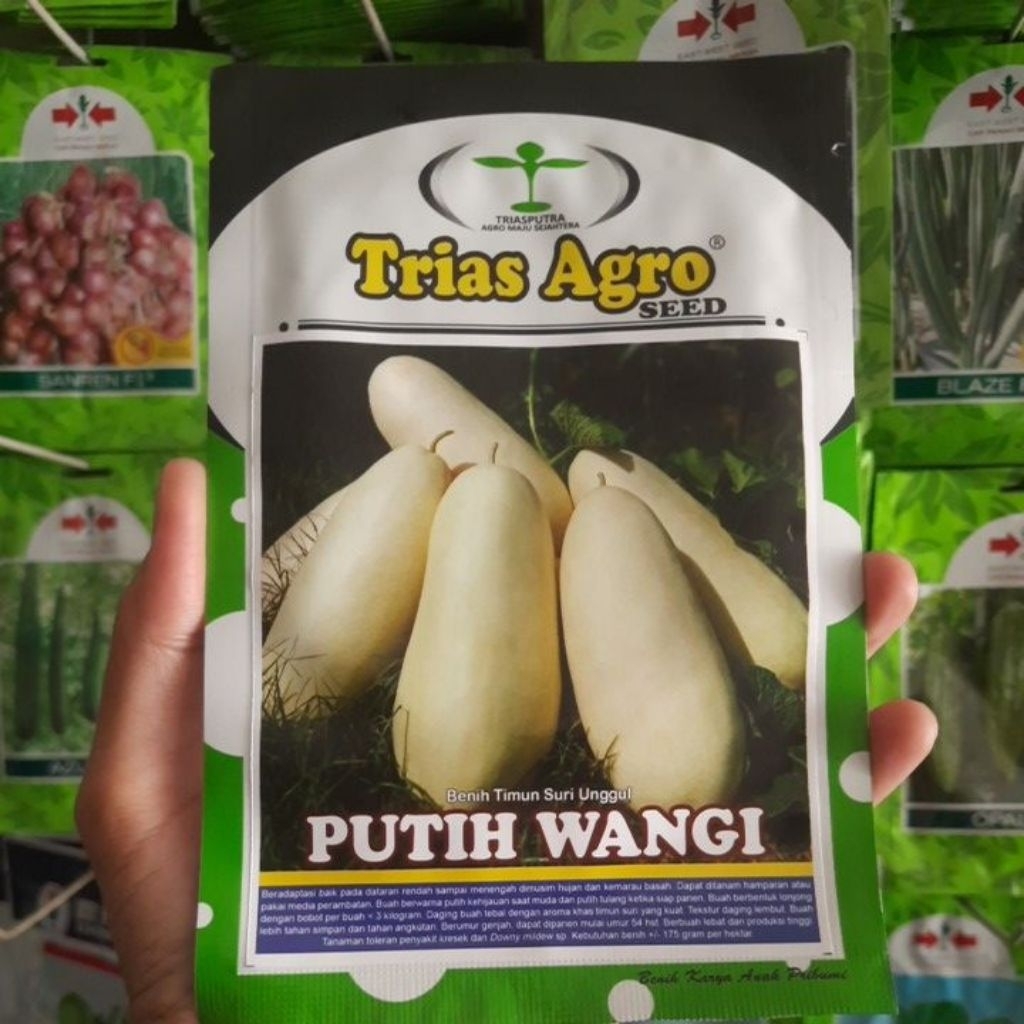 TRIASPUTRA
AGRO MAJU SEJAHTERA
Trias Agro®
SEED
Benih Timun Suri Unggul
PUTIH WANGI
Beradaptasi baik pada dataran rendah sampai menengah dimusim hujan dan kemarau basah. Dapat ditanam hamparan atau
pakai media perambatan. Buah berwarna putih kehijauan saat muda dan putih tulang ketika siap panen. Buah berbentuk lonjong
dengan bobot per buah < 3 kilogram. Daging buah tebal dengan aroma khas timun suri yang kuat. Tekstur daging lembut. Buah
lebih tahan simpan dan tahan angkutan. Berumur genjah, dapat dipanen mulai umur 54 hst. Berbuah lebat dan produksi tinggi.
Tanaman toleran penyakit kresek dan Downy mildew sp. Kebutuhan benih +/- 175 gram per hektar.
Benih Karya Anak Pribumi
SANREN F1
BLAZE
OPAL